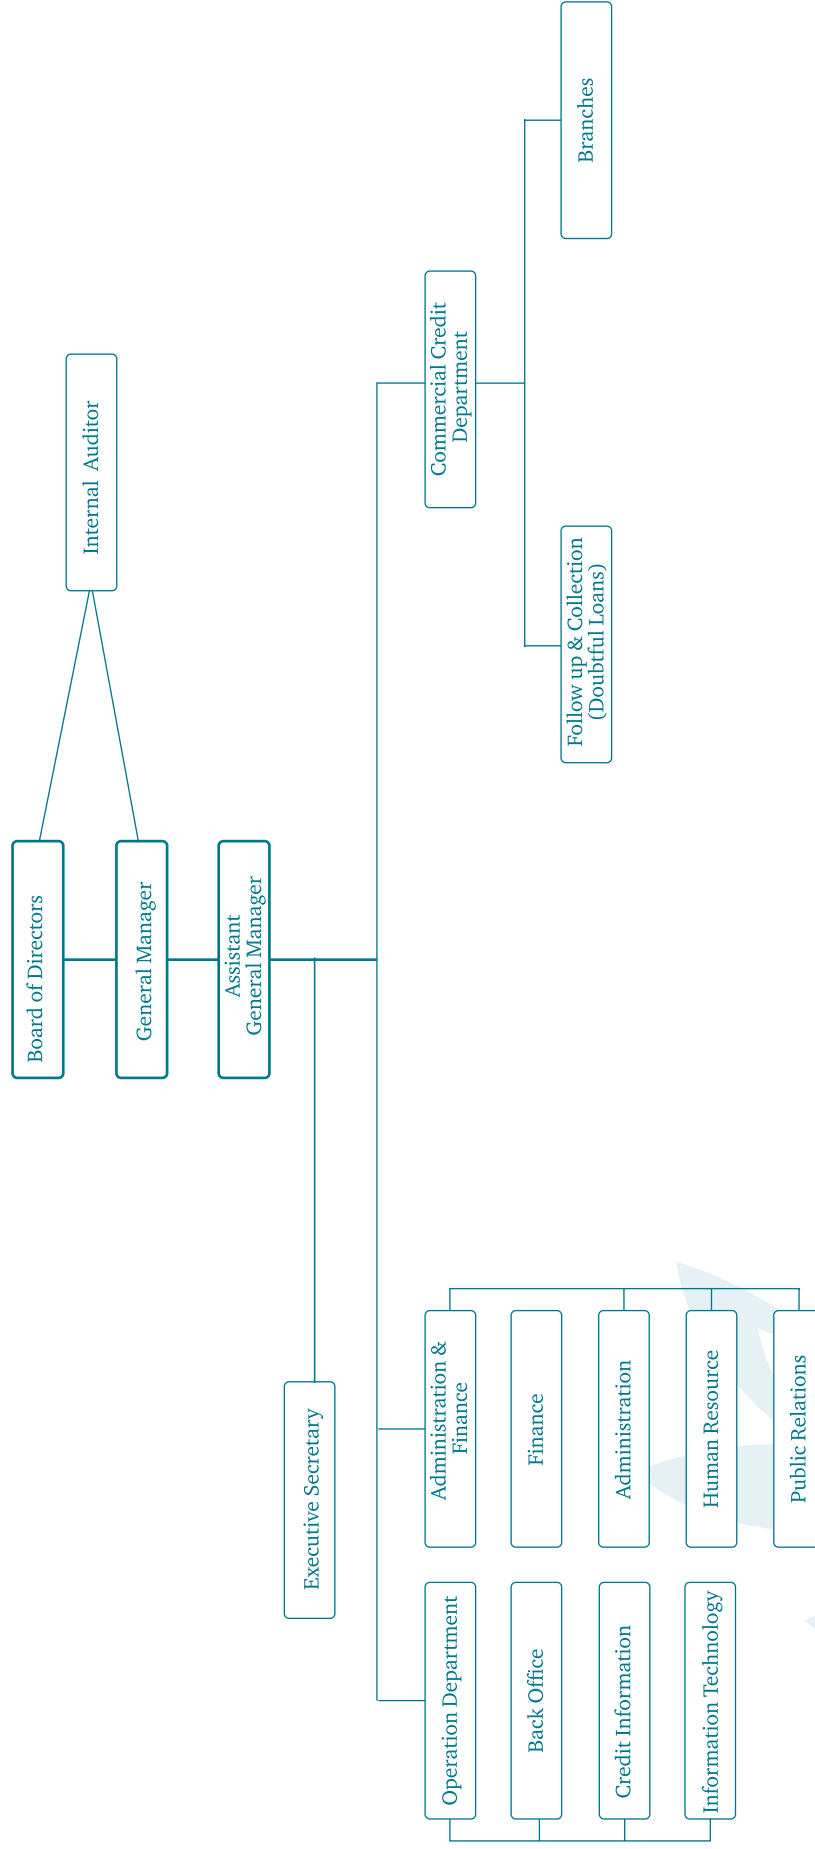 Board of Directors
Internal Auditor
General Manager
Assistant
General Manager
Executive Secretary
Operation Department
Administration &
Finance
Commercial Credit
Department
Back Office
Finance
Follow up & Collection
(Doubtful Loans)
Branches
Credit Information
Administration
Information Technology
Human Resource
Public Relations